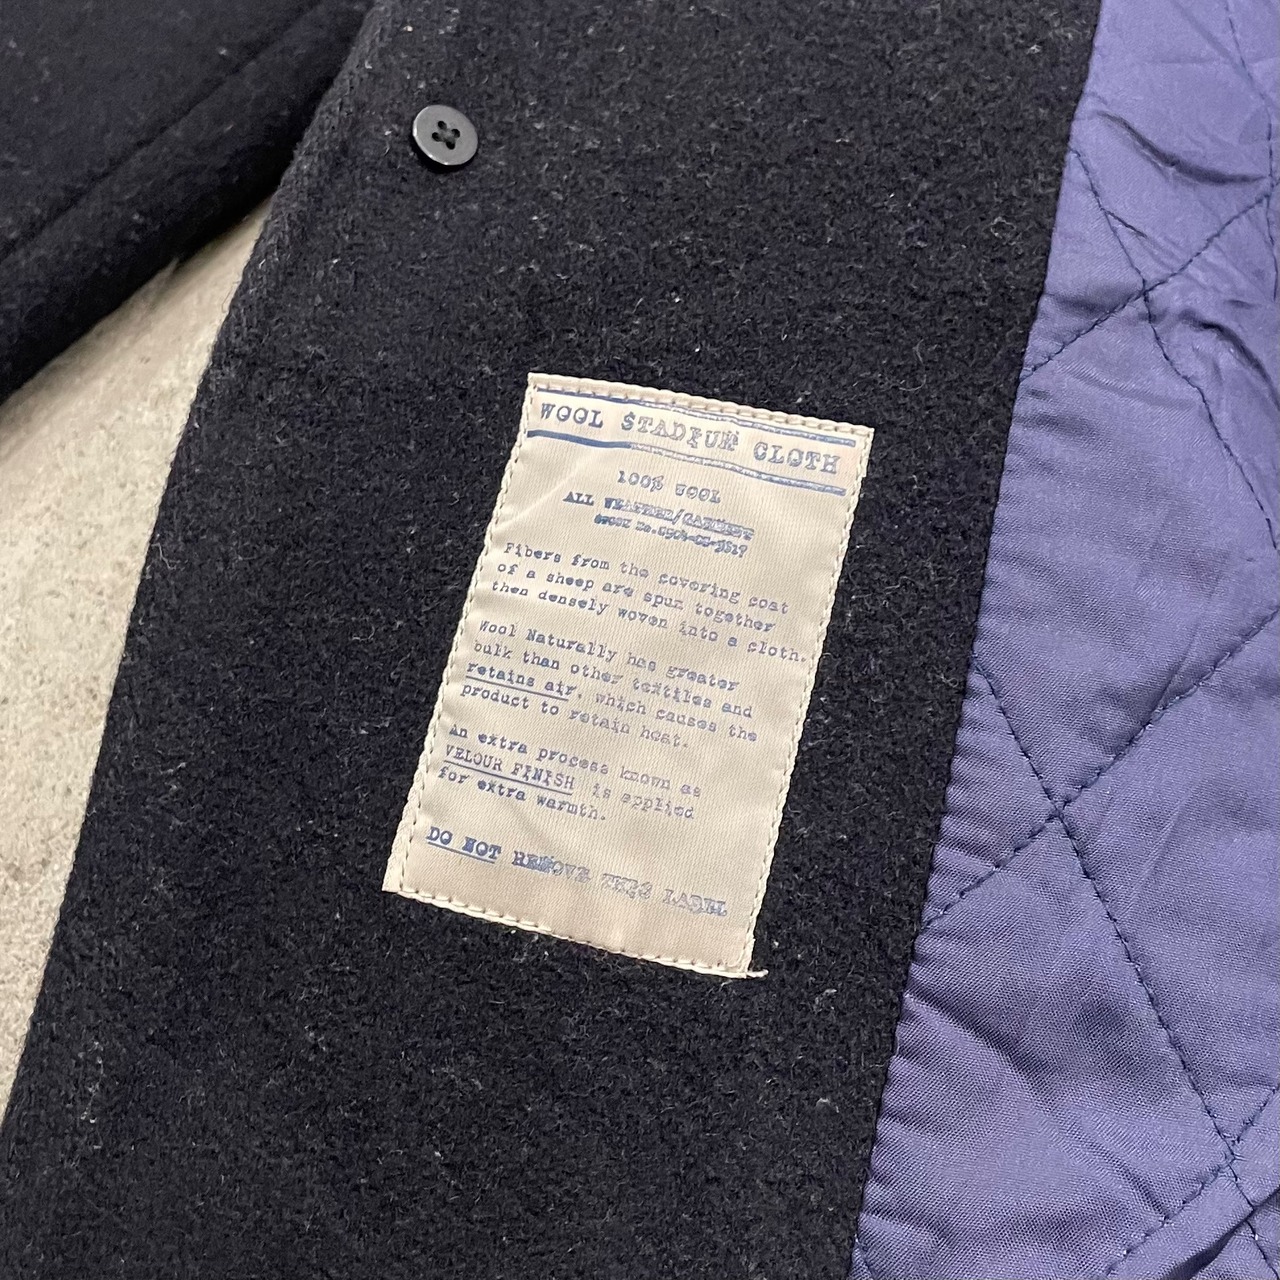 WOOL STADIUM CLOTH
100% WOOL
ALL WEATHER/GARMENT
Fibers from the covering coat
of a sheep are spun together
then densely woven into a cloth.
Wool Naturally has greater
bulk than other textiles and
retains air, which causes the
product to retain heat.
An extra process known as
VELOUR FINISH is applied
for extra warmth.
DO NOT REMOVE THIS LABEL